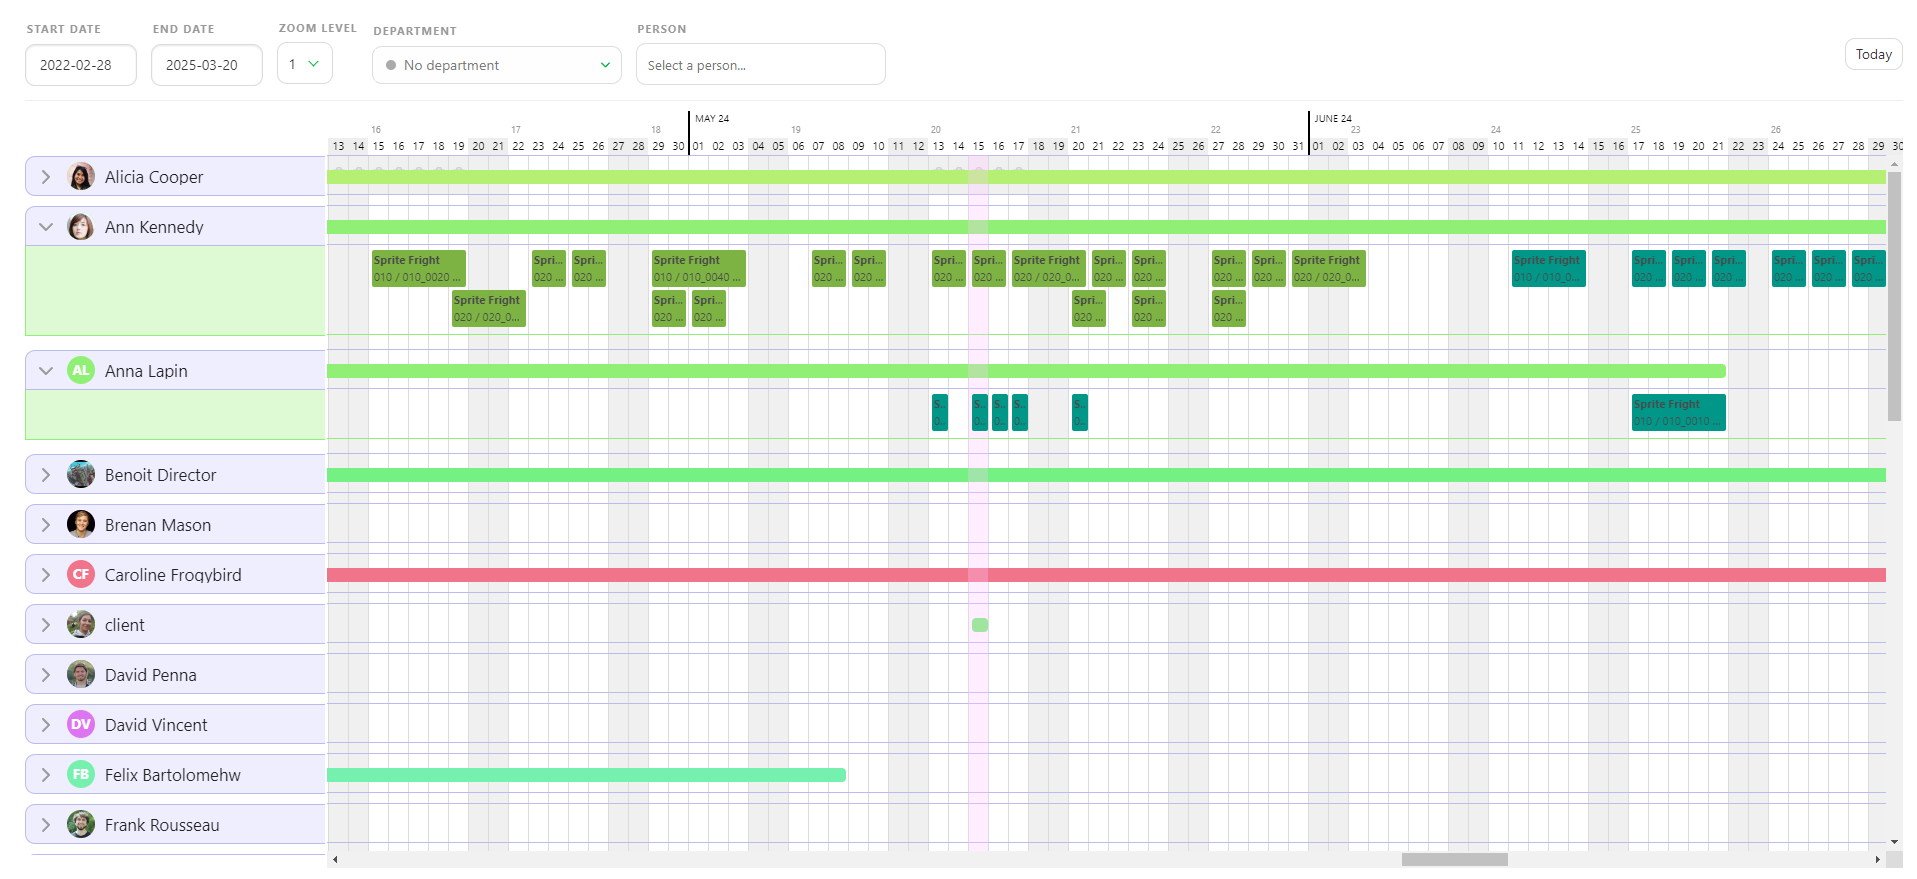 START DATE END DATE ZOOM LEVEL DEPARTMENT PERSON
2022-02-28 2025-03-20 1 No department Select a person... Today
MAY 24 JUNE 24
16 17 18 19 20 21 22 23 24 25 26
13 14 15 16 17 18 19 20 21 22 23 24 25 26 27 28 29 30 01 02 03 04 05 06 07 08 09 10 11 12 13 14 15 16 17 18 19 20 21 22 23 24 25 26 27 28 29 30 31 01 02 03 04 05 06 07 08 09 10 11 12 13 14 15 16 17 18 19 20 21 22 23 24 25 26 27 28 29 30
Alicia Cooper
Ann Kennedy
Sprite Fright Spri... Spri... Sprite Fright Spri... Spri... Spri... Spri... Sprite Fright Spri... Spri... Spri... Spri... Sprite Fright Sprite Fright Spri... Spri... Spri... Spri... Spri... Spri...
010 / 010_0020 ... 020 ... 020 ... 010 / 010_0040 ... 020 ... 020 ... 020 ... 020 ... 020 / 020_0... 020 ... 020 ... 020 ... 020 ... 020 / 020_0... 010 / 010_0... 020 ... 020 ... 020 ... 020 ... 020 ... 020 ...
Sprite Fright Spri... Spri... Spri... Spri... Spri...
020 / 020_0... 020 ... 020 ... 020 ... 020 ... 020 ...
AL Anna Lapin
S... S... S... S... S... Sprite Fright
0... 0... 0... 0... 0... 010 / 010_0010 ...
Benoit Director
Brenan Mason
CF Caroline Frogybird
client
David Penna
DV David Vincent
FB Felix Bartolomehw
Frank Rousseau